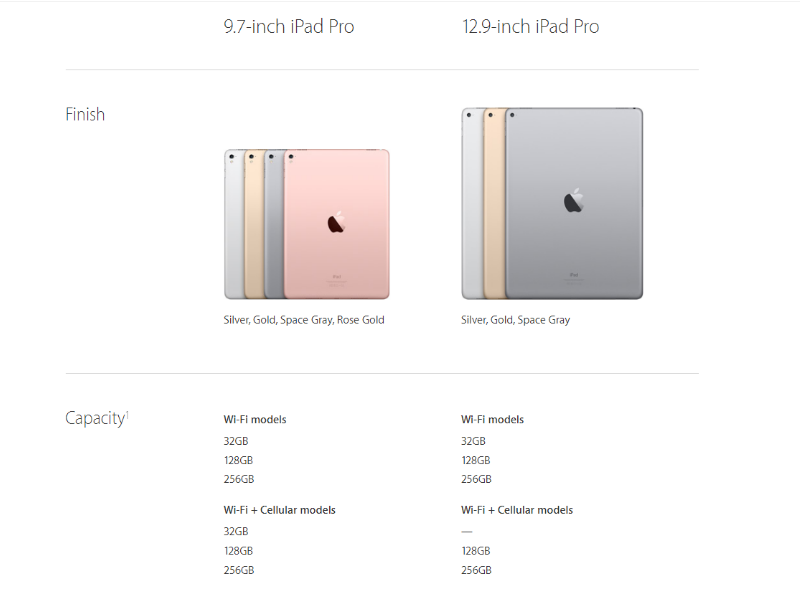 9.7-inch iPad Pro
12.9-inch iPad Pro
Finish
Silver, Gold, Space Gray, Rose Gold
Silver, Gold, Space Gray
Capacity1
Wi-Fi models
32GB
128GB
256GB
Wi-Fi + Cellular models
32GB
128GB
256GB
Wi-Fi models
32GB
128GB
256GB
Wi-Fi + Cellular models
—
128GB
256GB